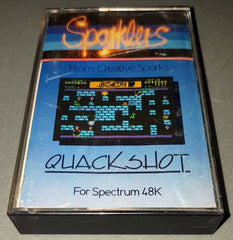 Sparklers
From Creative Sparks
QUACKSHOT
For Spectrum 48K